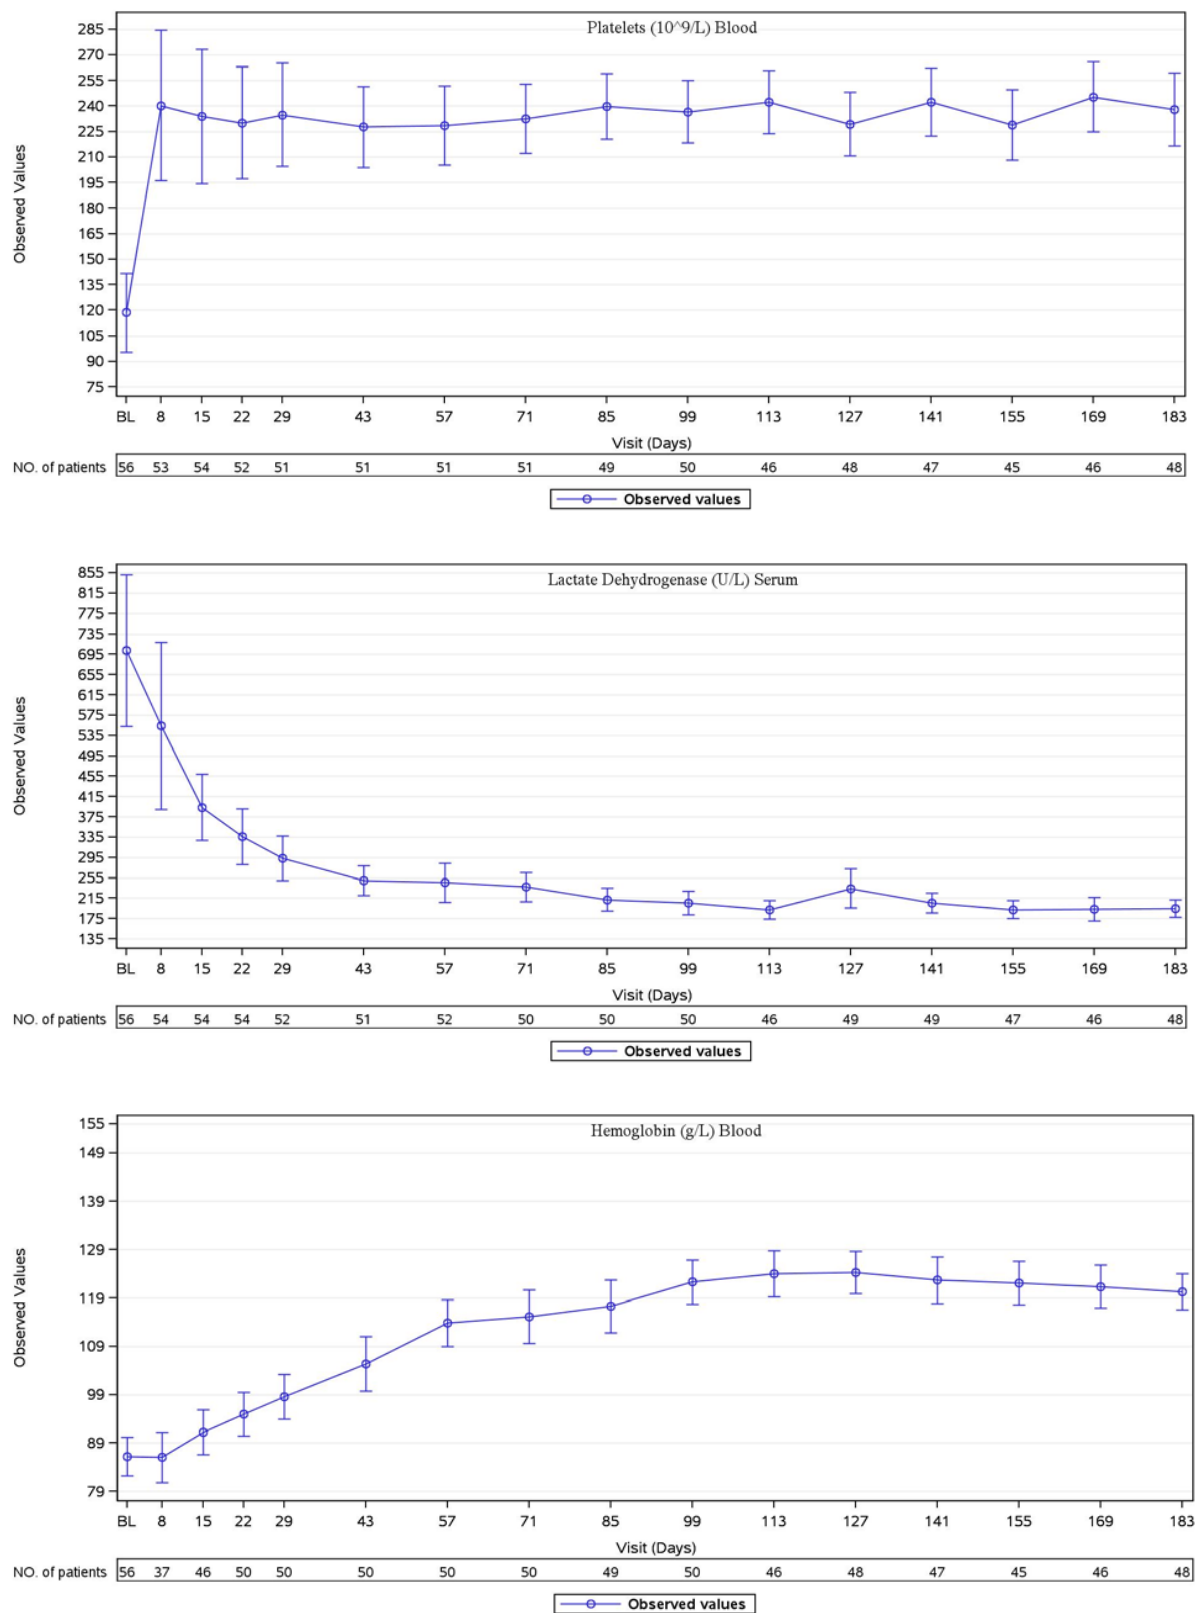 Platelets (10^9/L) Blood
285
270
255
240
225
210
195
180
165
150
135
120
105
90
75
Observed Values
BL 8 15 22 29 43 57 71 85 99 113 127 141 155 169 183
Visit (Days)
NO. of patients 56 53 54 52 51 51 51 51 49 50 46 48 47 45 46 48
Observed values
Lactate Dehydrogenase (U/L) Serum
855
815
775
735
695
655
615
575
535
495
455
415
375
335
295
255
215
175
135
Observed Values
BL 8 15 22 29 43 57 71 85 99 113 127 141 155 169 183
Visit (Days)
NO. of patients 56 54 54 54 52 51 52 50 50 50 46 49 49 47 46 48
Observed values
Hemoglobin (g/L) Blood
155
149
139
129
119
109
99
89
79
Observed Values
BL 8 15 22 29 43 57 71 85 99 113 127 141 155 169 183
Visit (Days)
NO. of patients 56 37 46 50 50 50 50 50 49 50 46 48 47 45 46 48
Observed values